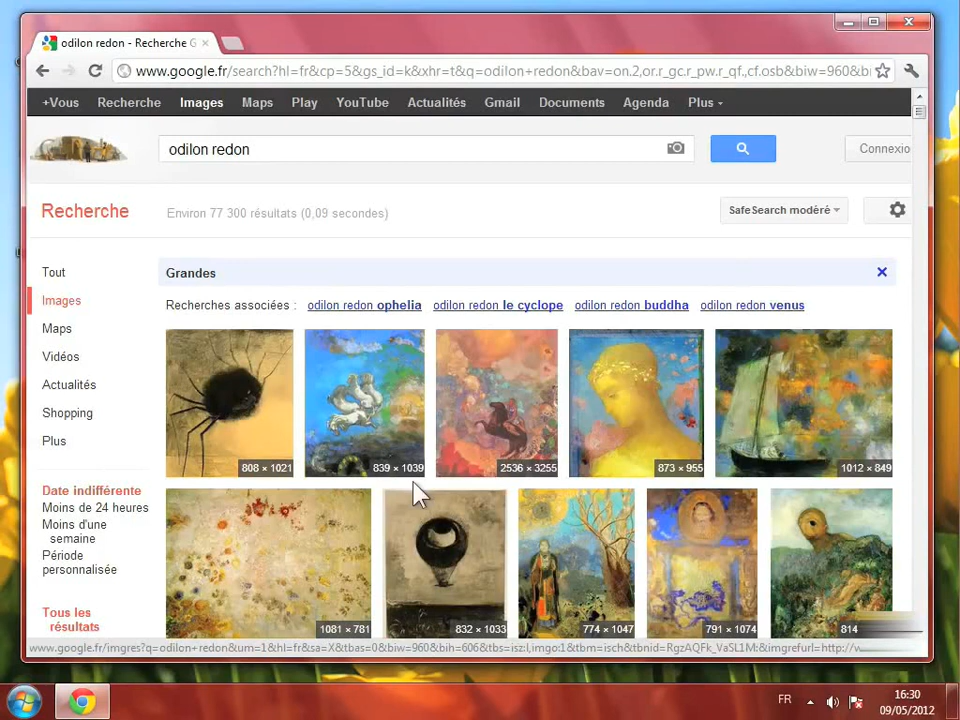 odilon redon - Recherche G
www.google.fr/search?hl=fr&cp=5&gs_id=k&xhr=t&q=odilon+redon&bav=on.2,or.r_gc.r_pw.r_qf.,cf.osb&biw=960&b
+Vous Recherche Images Maps Play YouTube Actualités Gmail Documents Agenda Plus
odilon redon
Connexio
Recherche
Environ 77 300 résultats (0,09 secondes)
SafeSearch modéré
Tout
Images
Maps
Vidéos
Actualités
Shopping
Plus
Date indifférente
Moins de 24 heures
Moins d'une
semaine
Période
personnalisée
Tous les
résultats
Grandes
Recherches associées : odilon redon ophelia odilon redon le cyclope odilon redon buddha odilon redon venus
808 × 1021 839 × 1039 2536 × 3255 873 × 955 1012 × 849
1081 × 781 832 × 1033 774 × 1047 791 × 1074 814
www.google.fr/imgres?q=odilon+redon&um=1&hl=fr&sa=X&tbas=0&biw=960&bih=606&tbs=isz:l,imgo:1&tbm=isch&tbnid=RgzAQFk_VaSL1M:&imgrefurl=http://w...
FR
16:30
09/05/2012